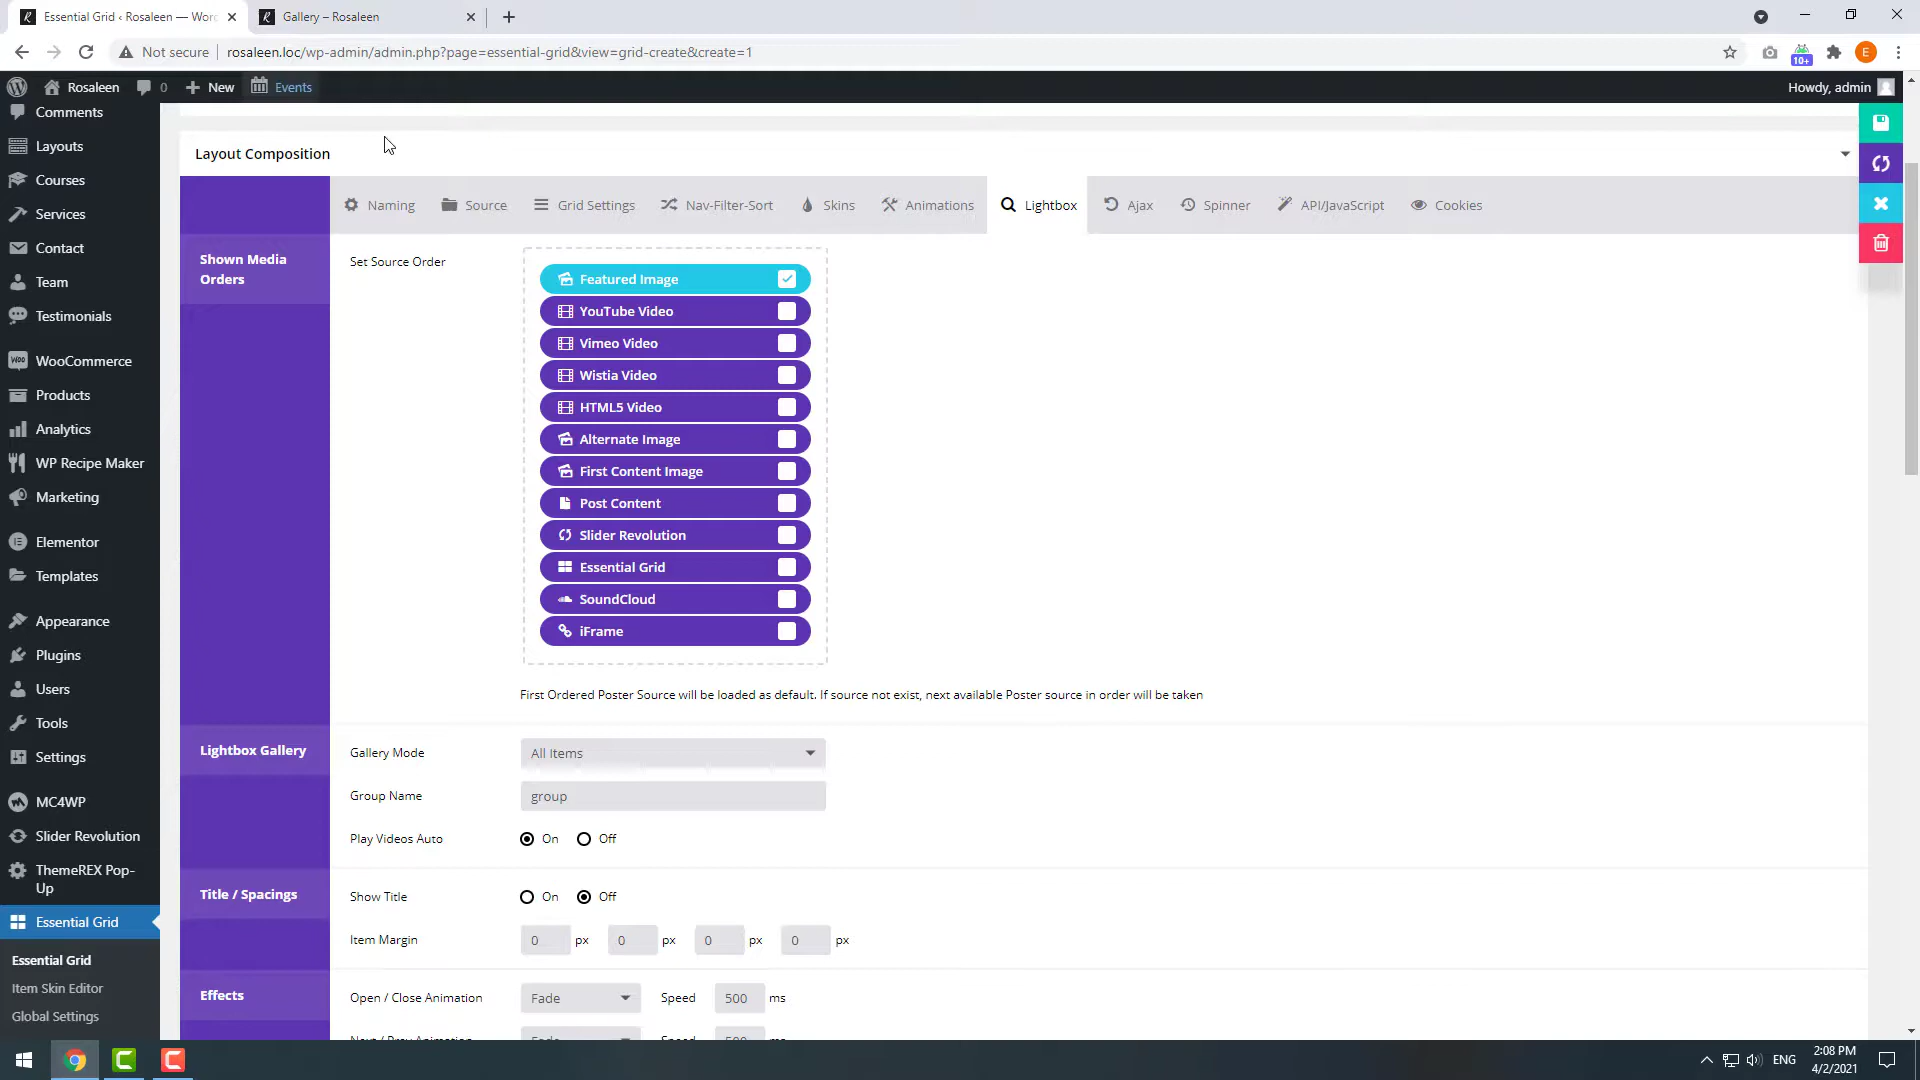 Essential Grid ‹ Rosaleen — Word
Gallery – Rosaleen
Not secure
rosaleen.loc/wp-admin/admin.php?page=essential-grid&view=grid-create&create=1
10+
E
Rosaleen
0
New
Events
Howdy, admin
Comments
Layouts
Courses
Services
Contact
Team
Testimonials
WooCommerce
Products
Analytics
WP Recipe Maker
Marketing
Elementor
Templates
Appearance
Plugins
Users
Tools
Settings
MC4WP
Slider Revolution
ThemeREX Pop-
Up
Essential Grid
Essential Grid
Item Skin Editor
Global Settings
Layout Composition
Naming
Source
Grid Settings
Nav-Filter-Sort
Skins
Animations
Lightbox
Ajax
Spinner
API/JavaScript
Cookies
Shown Media
Orders
Set Source Order
Featured Image
YouTube Video
Vimeo Video
Wistia Video
HTML5 Video
Alternate Image
First Content Image
Post Content
Slider Revolution
Essential Grid
SoundCloud
iFrame
First Ordered Poster Source will be loaded as default. If source not exist, next available Poster source in order will be taken
Lightbox Gallery
Gallery Mode
All Items
Group Name
group
Play Videos Auto
On
Off
Title / Spacings
Show Title
On
Off
Item Margin
0 px
0 px
0 px
0 px
Effects
Open / Close Animation
Fade
Speed
500 ms
ENG
2:08 PM
4/2/2021